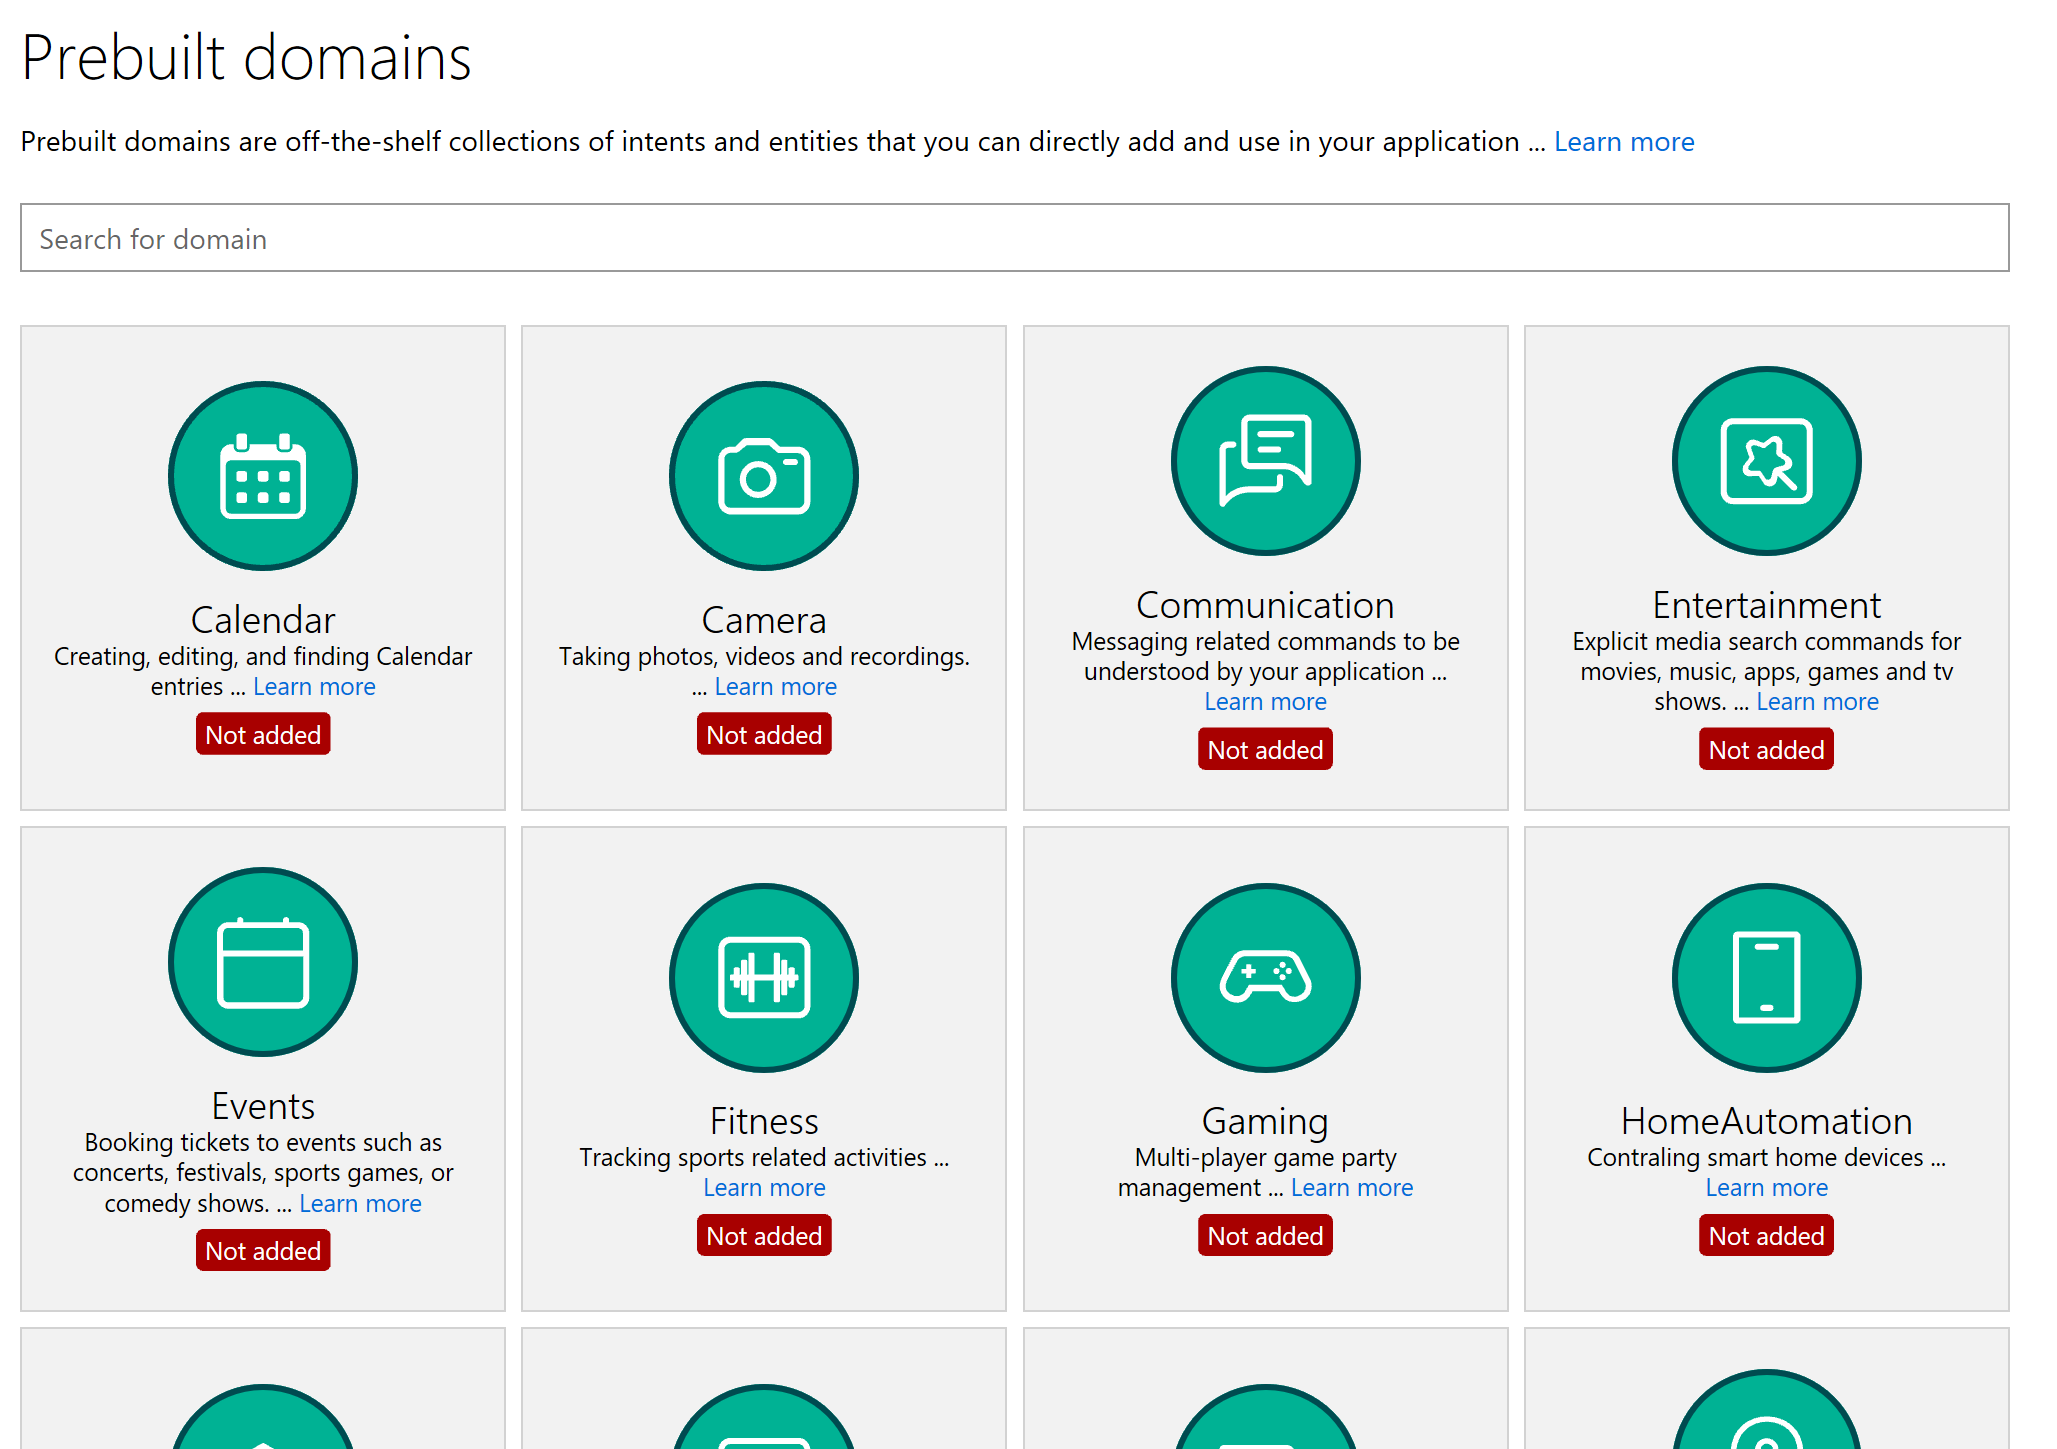 Prebuilt domains
Prebuilt domains are off-the-shelf collections of intents and entities that you can directly add and use in your application ... Learn more
Search for domain
Calendar
Creating, editing, and finding Calendar
entries ... Learn more
Not added
Camera
Taking photos, videos and recordings.
... Learn more
Not added
Communication
Messaging related commands to be
understood by your application ...
Learn more
Not added
Entertainment
Explicit media search commands for
movies, music, apps, games and tv
shows. ... Learn more
Not added
Events
Booking tickets to events such as
concerts, festivals, sports games, or
comedy shows. ... Learn more
Not added
Fitness
Tracking sports related activities ...
Learn more
Not added
Gaming
Multi-player game party
management ... Learn more
Not added
HomeAutomation
Contraling smart home devices ...
Learn more
Not added